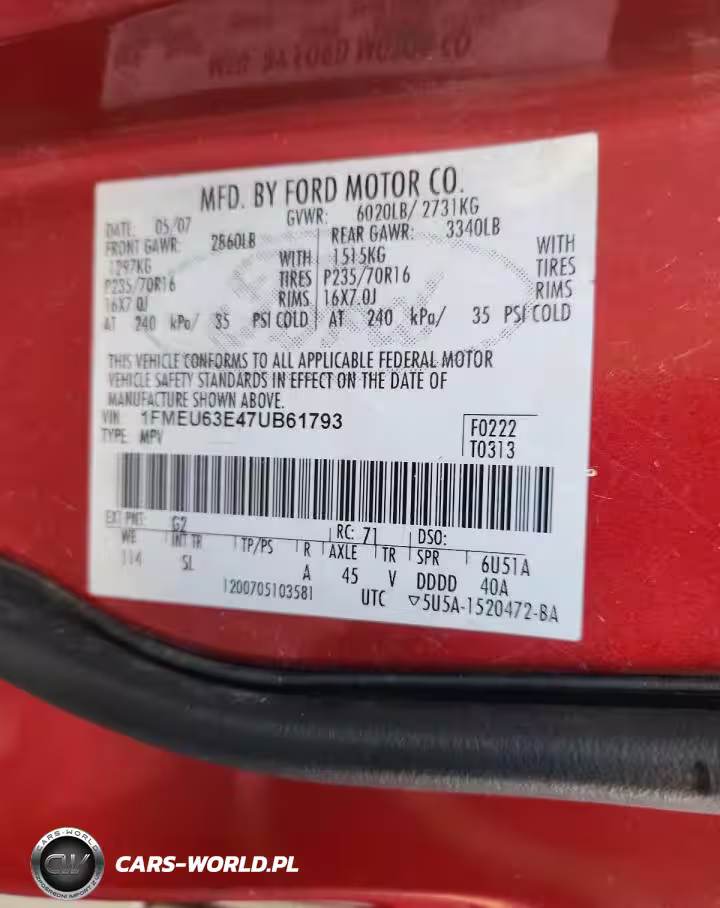 MFD. BY FORD MOTOR CO.
DATE: 05/07 GVWR: 6020LB/ 2731KG
FRONT GAWR: 2860LB REAR GAWR: 3340LB
1297KG WITH 1515KG WITH
P235/70R16 TIRES P235/70R16 TIRES
16X7.0J RIMS 16X7.0J RIMS
AT 240 kPa/ 35 PSI COLD AT 240 kPa/ 35 PSI COLD
THIS VEHICLE CONFORMS TO ALL APPLICABLE FEDERAL MOTOR
VEHICLE SAFETY STANDARDS IN EFFECT ON THE DATE OF
MANUFACTURE SHOWN ABOVE.
VIN: 1FMEU63E47UB61793 F0222
TYPE: MPV T0313
EXT PNT: G2 RC: 71 DSO:
WB INT TR TP/PS R AXLE TR SPR 6U51A
114 SL A 45 V DDDD 40A
1200705103581 UTC ▽5U5A-1520472-BA
CARS-WORLD
CW
CARS-WORLD.PL